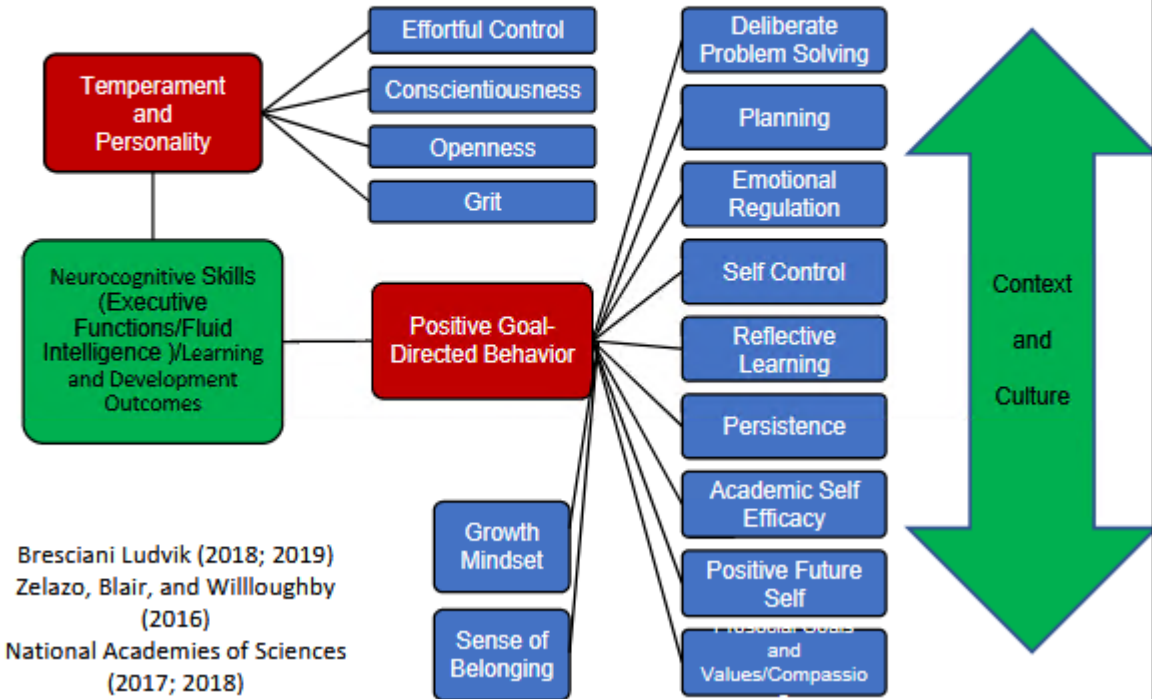 Temperament
and
Personality
Effortful Control
Conscientiousness
Openness
Grit
Neurocognitive Skills
(Executive
Functions/Fluid
Intelligence )/Learning
and Development
Outcomes
Positive Goal-
Directed Behavior
Growth
Mindset
Sense of
Belonging
Deliberate
Problem Solving
Planning
Emotional
Regulation
Self Control
Reflective
Learning
Persistence
Academic Self
Efficacy
Positive Future
Self
Prosocial Goals
and
Values/Compassio
Context
and
Culture
Bresciani Ludvik (2018; 2019)
Zelazo, Blair, and Willloughby
(2016)
National Academies of Sciences
(2017; 2018)